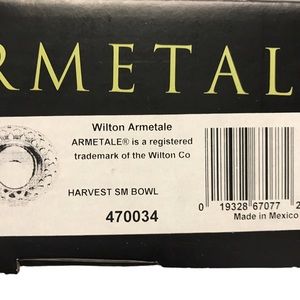 RMETAL
Wilton Armetale
ARMETALE® is a registered
trademark of the Wilton Co
HARVEST SM BOWL
470034
0 19328 67077 2
Made in Mexico